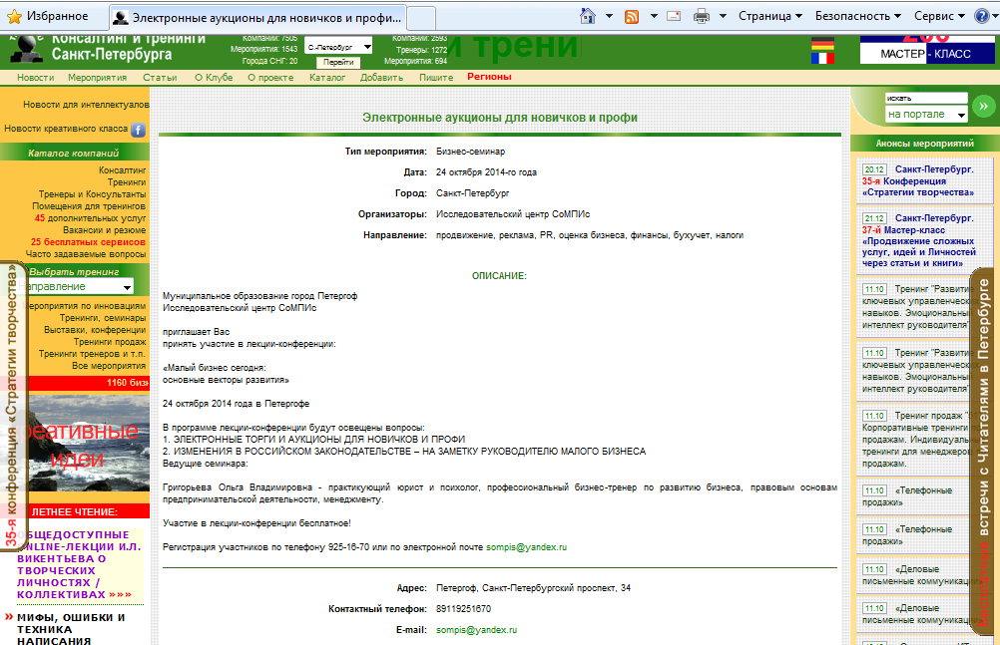 Избранное
Электронные аукционы для новичков и профи...
Страница
Безопасность
Сервис
Консалтинг и тренинги
Санкт-Петербурга
Компании: 7505
Мероприятия: 1543
Города СНГ: 20
С.-Петербург
Перейти
Компании: 2593
Тренеры: 1272
Мероприятия: 694
и трени
МАСТЕР - КЛАСС
Новости Мероприятия Статьи О Клубе О проекте Каталог Добавить Пишите Регионы
Новости для интеллектуалов
Новости креативного класса
Каталог компаний
Консалтинг
Тренинги
Тренеры и Консультанты
Помещения для тренингов
45 дополнительных услуг
Вакансии и резюме
25 бесплатных сервисов
Часто задаваемые вопросы
Выбрать тренинг
Направление
мероприятия по инновациям
Тренинги, семинары
Выставки, конференции
Тренинги продаж
Тренинги тренеров и т.п.
Все мероприятия
1160 бизн
реативные
идеи
ЛЕТНЕЕ ЧТЕНИЕ:
ОБЩЕДОСТУПНЫЕ
ONLINE-ЛЕКЦИИ И.Л.
ВИКЕНТЬЕВА О
ТВОРЧЕСКИХ
ЛИЧНОСТЯХ /
КОЛЛЕКТИВАХ »»»
» МИФЫ, ОШИБКИ И
ТЕХНИКА
НАПИСАНИЯ
35-я конференция «Стратегии творчества»
Электронные аукционы для новичков и профи
Тип мероприятия: Бизнес-семинар
Дата: 24 октября 2014-го года
Город: Санкт-Петербург
Организаторы: Исследовательский центр СоМПИс
Направление: продвижение, реклама, PR, оценка бизнеса, финансы, бухучет, налоги
ОПИСАНИЕ:
Муниципальное образование город Петергоф
Исследовательский центр СоМПИс
приглашает Вас
принять участие в лекции-конференции:
«Малый бизнес сегодня:
основные векторы развития»
24 октября 2014 года в Петергофе
В программе лекции-конференции будут освещены вопросы:
1. ЭЛЕКТРОННЫЕ ТОРГИ И АУКЦИОНЫ ДЛЯ НОВИЧКОВ И ПРОФИ
2. ИЗМЕНЕНИЯ В РОССИЙСКОМ ЗАКОНОДАТЕЛЬСТВЕ – НА ЗАМЕТКУ РУКОВОДИТЕЛЮ МАЛОГО БИЗНЕСА
Ведущие семинара:
Григорьева Ольга Владимировна - практикующий юрист и психолог, профессиональный бизнес-тренер по развитию бизнеса, правовым основам
предпринимательской деятельности, менеджменту.
Участие в лекции-конференции бесплатное!
Регистрация участников по телефону 925-16-70 или по электронной почте sompis@yandex.ru
Адрес: Петергоф, Санкт-Петербургский проспект, 34
Контактный телефон: 89119251670
E-mail: sompis@yandex.ru
искать
на портале
»
Анонсы мероприятий
20.12 Санкт-Петербург.
35-я Конференция
«Стратегии творчества»
21.12 Санкт-Петербург.
37-й Мастер-класс
«Продвижение сложных
услуг, идей и Личностей
через статьи и книги»
11.10 Тренинг "Развитие
ключевых управленческ
навыков. Эмоциональн
интеллект руководителя"
11.10 Тренинг "Развитие
ключевых управленческ
навыков. Эмоциональн
интеллект руководителя"
11.10 Тренинг продаж
Корпоративные тренинги
продажам. Индивидуаль
тренинги для менеджеров
продажам.
11.10 «Телефонные
продажи»
11.10 «Телефонные
продажи»
11.10 «Деловые
письменные коммуникац
11.10 «Деловые
письменные коммуникац
Бесплатные встречи с Читателями в Петербурге